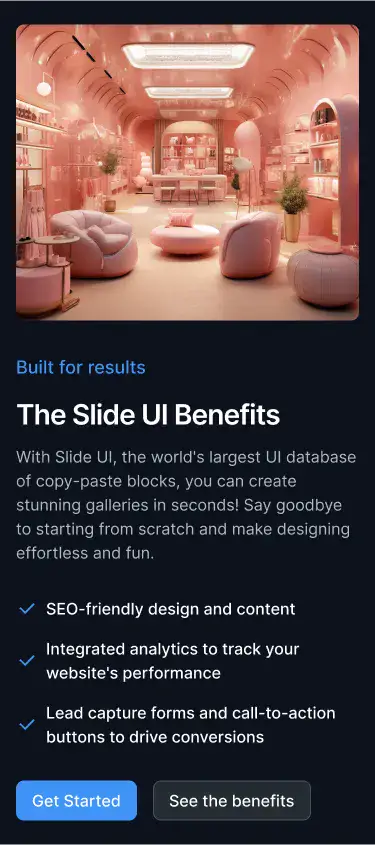 Built for results
The Slide UI Benefits
With Slide UI, the world's largest UI database
of copy-paste blocks, you can create
stunning galleries in seconds! Say goodbye
to starting from scratch and make designing
effortless and fun.
SEO-friendly design and content
Integrated analytics to track your
website's performance
Lead capture forms and call-to-action
buttons to drive conversions
Get Started
See the benefits